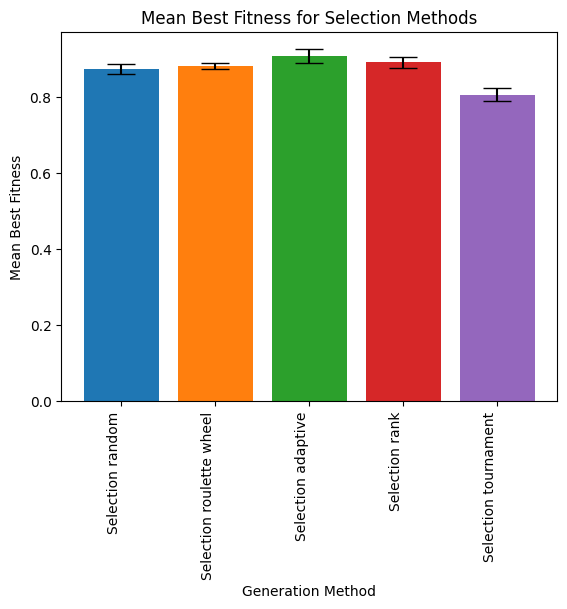 Mean Best Fitness for Selection Methods
Mean Best Fitness
0.8
0.6
0.4
0.2
0.0
Selection random
Selection roulette wheel
Selection adaptive
Selection rank
Selection tournament
Generation Method